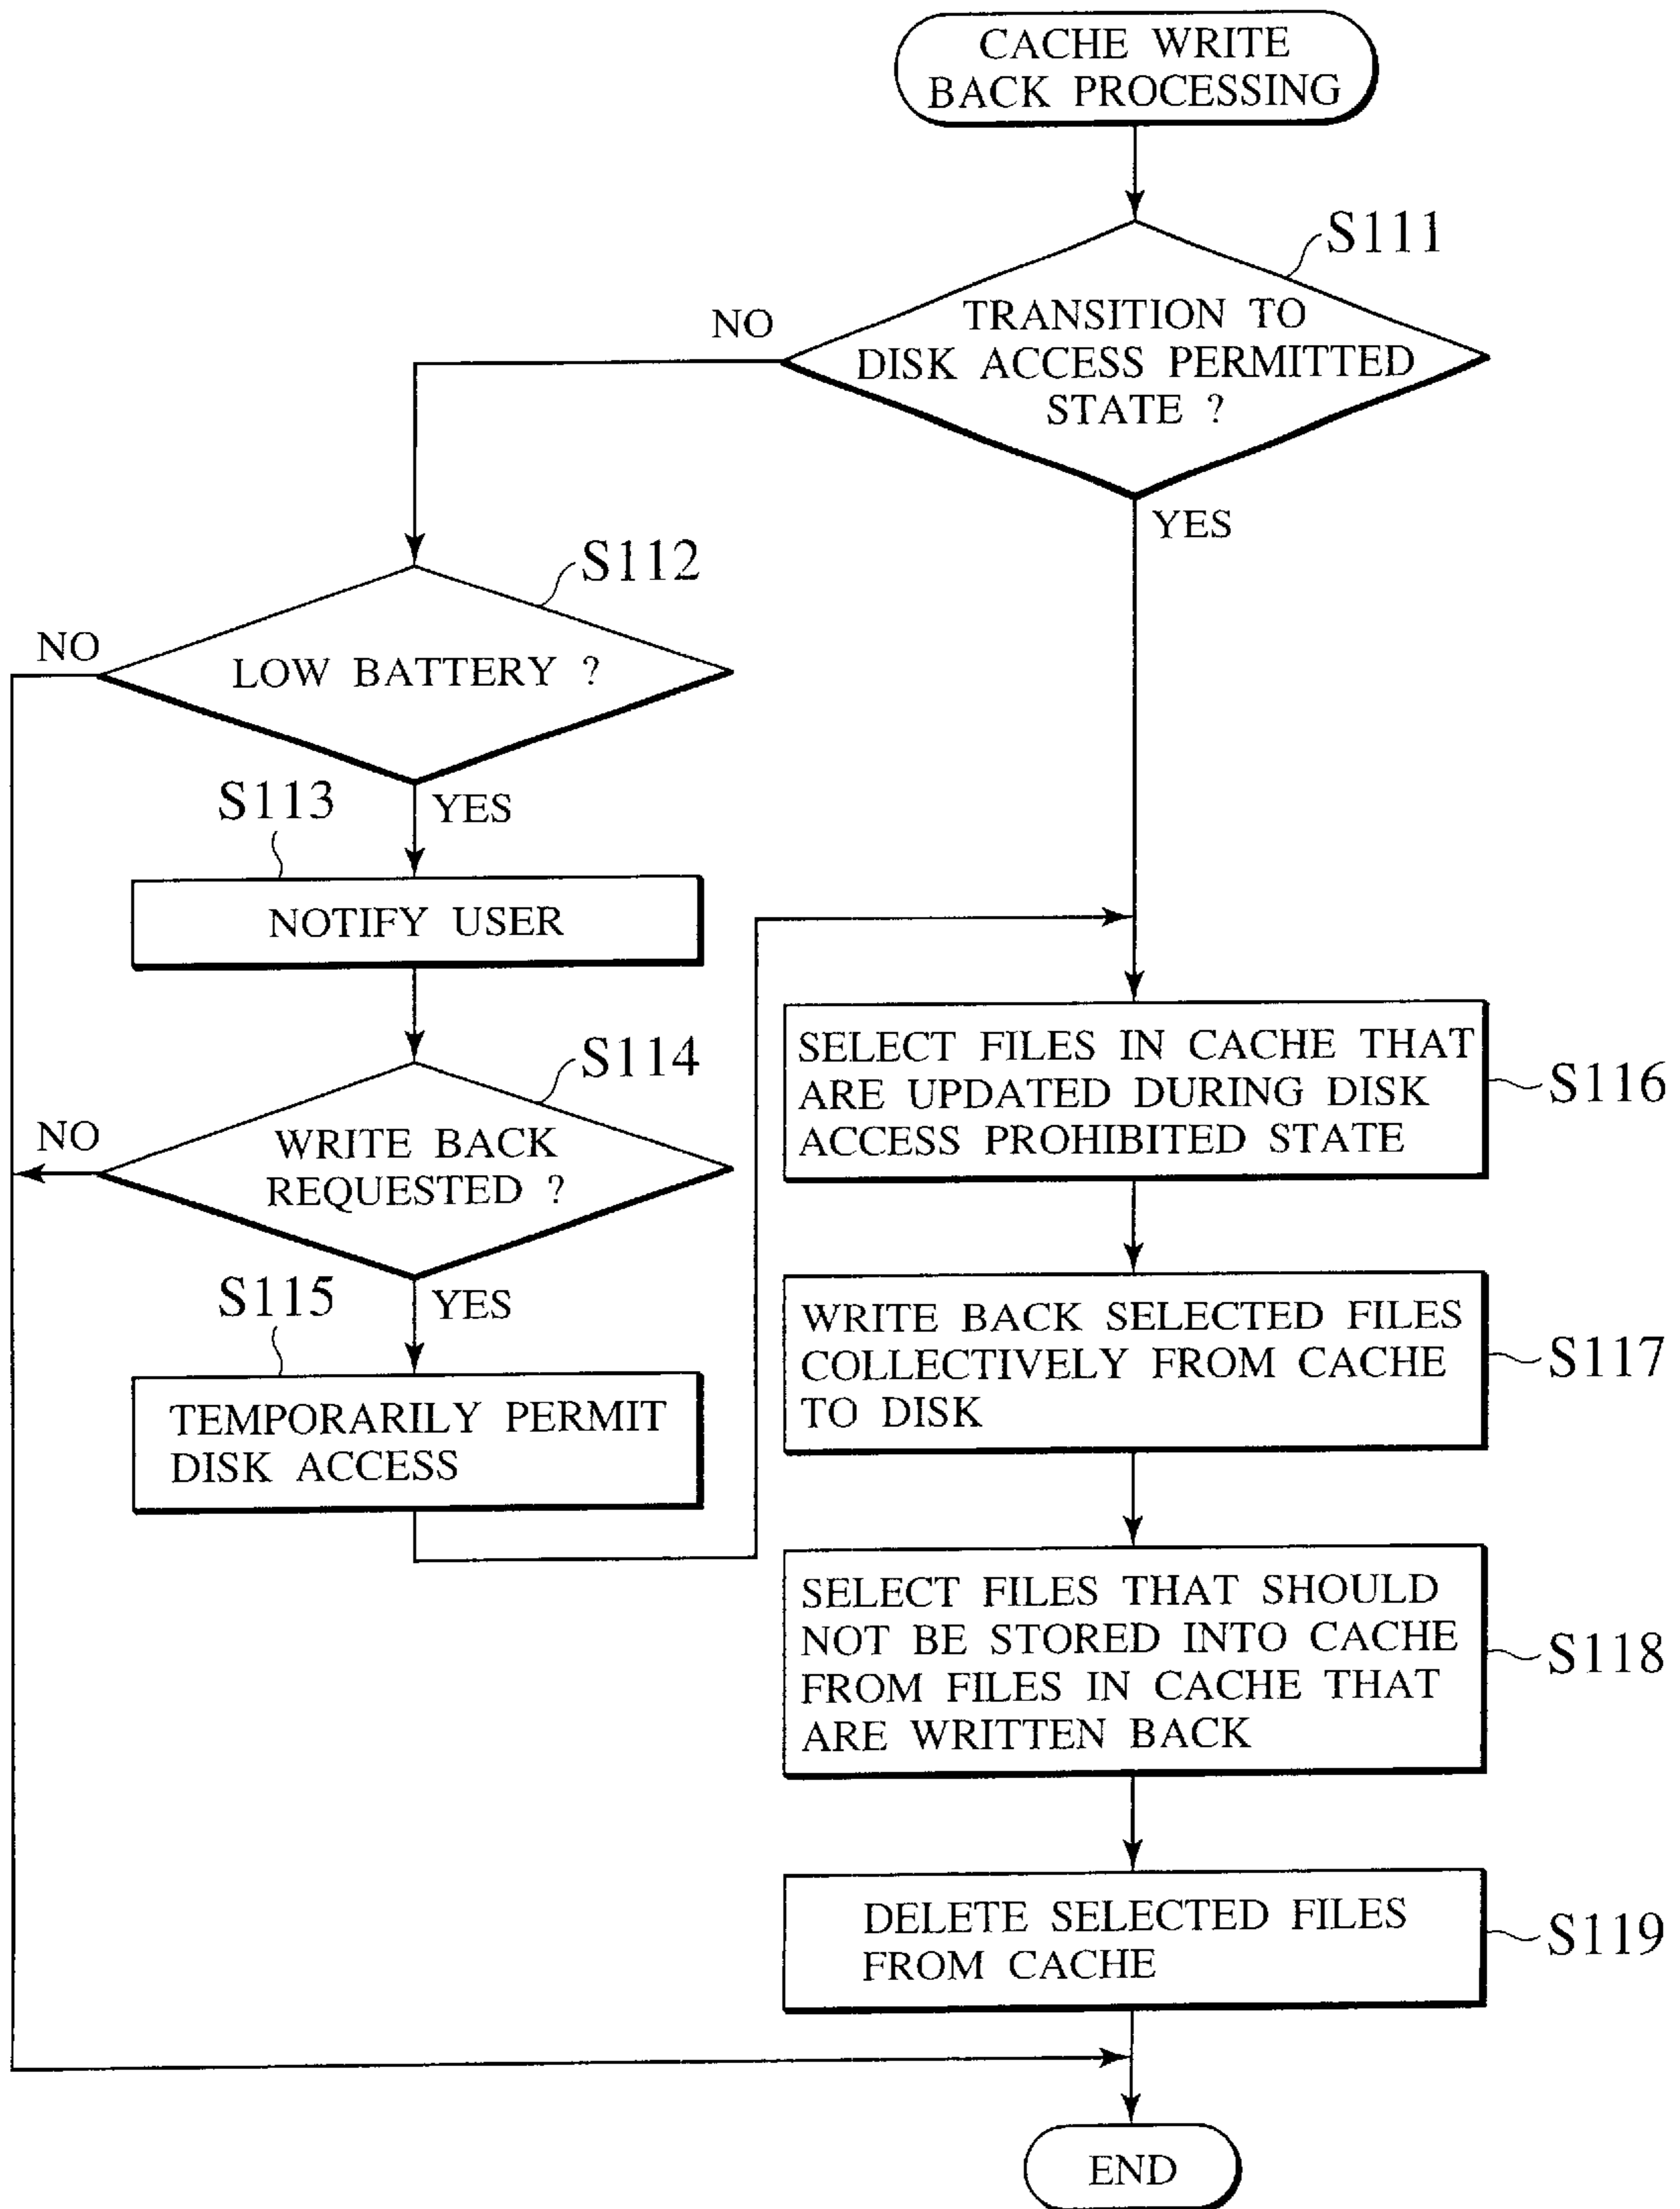 CACHE WRITE
BACK PROCESSING
S111
TRANSITION TO
DISK ACCESS PERMITTED
STATE ?
NO
YES
S112
LOW BATTERY ?
NO
YES
S113
NOTIFY USER
S114
WRITE BACK
REQUESTED ?
NO
YES
S115
TEMPORARILY PERMIT
DISK ACCESS
SELECT FILES IN CACHE THAT
ARE UPDATED DURING DISK
ACCESS PROHIBITED STATE
S116
WRITE BACK SELECTED FILES
COLLECTIVELY FROM CACHE
TO DISK
S117
SELECT FILES THAT SHOULD
NOT BE STORED INTO CACHE
FROM FILES IN CACHE THAT
ARE WRITTEN BACK
S118
DELETE SELECTED FILES
FROM CACHE
S119
END